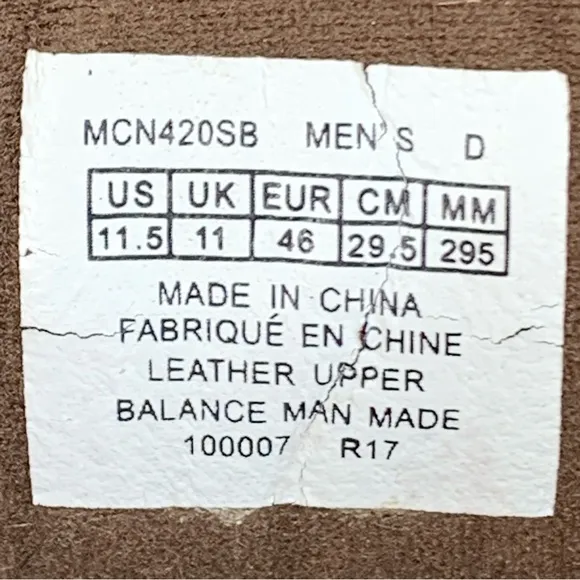 MCN420SB MEN'S D
US UK EUR CM MM
11.5 11 46 29.5 295
MADE IN CHINA
FABRIQUÉ EN CHINE
LEATHER UPPER
BALANCE MAN MADE
100007 R17